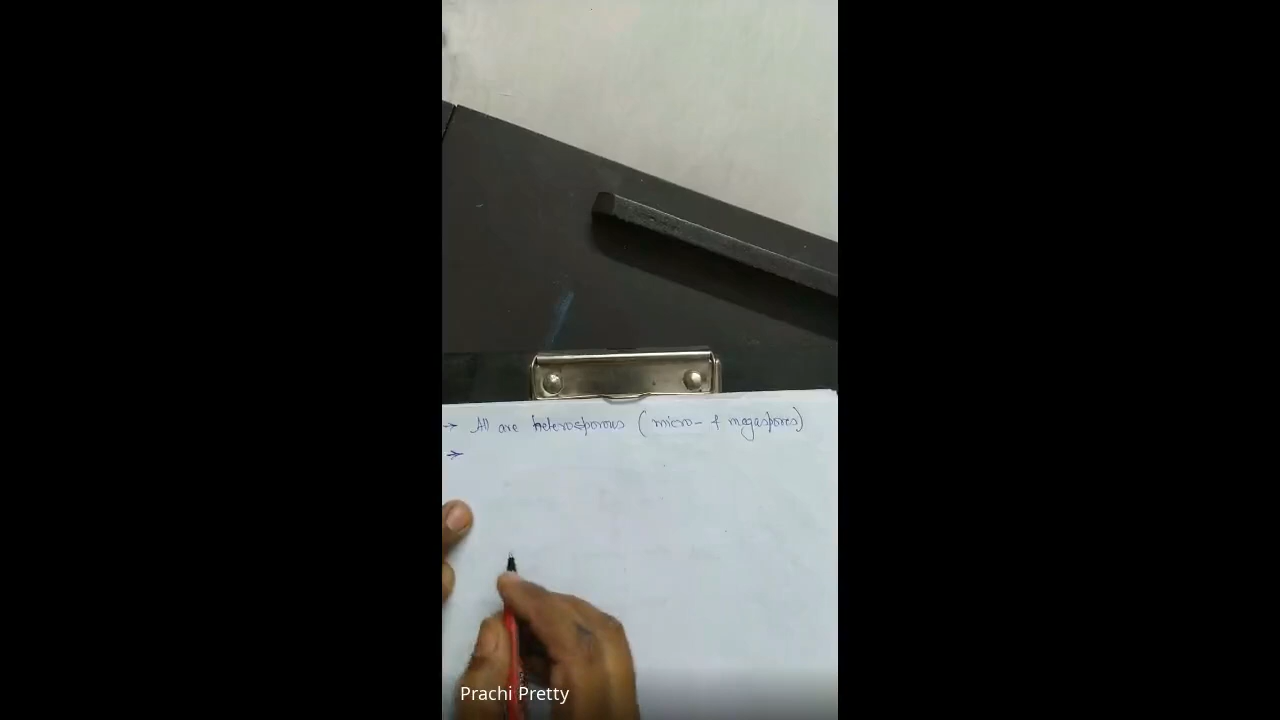 → All are heterosporous (micro- & megaspores)
→
Prachi Pretty